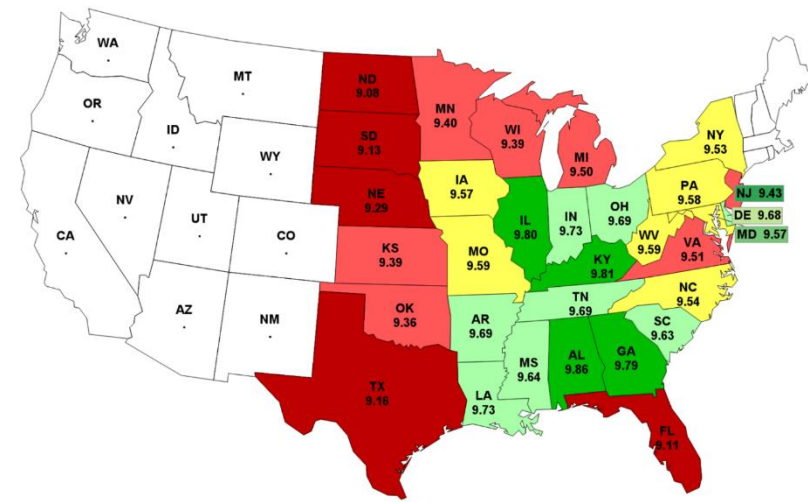 WA
.
MT
.
ND
9.08
MN
9.40
OR
.
ID
.
WI
9.39
MI
9.50
NY
9.53
SD
9.13
WY
.
IA
9.57
PA
9.58
NJ 9.43
NE
9.29
NV
.
UT
.
IL
9.80
IN
9.73
OH
9.69
DE 9.68
MD 9.57
CA
.
CO
.
KS
9.39
MO
9.59
WV
9.59
VA
9.51
KY
9.81
NC
9.54
AZ
.
NM
.
OK
9.36
AR
9.69
TN
9.69
SC
9.63
MS
9.64
AL
9.86
GA
9.79
TX
9.16
LA
9.73
FL
9.11